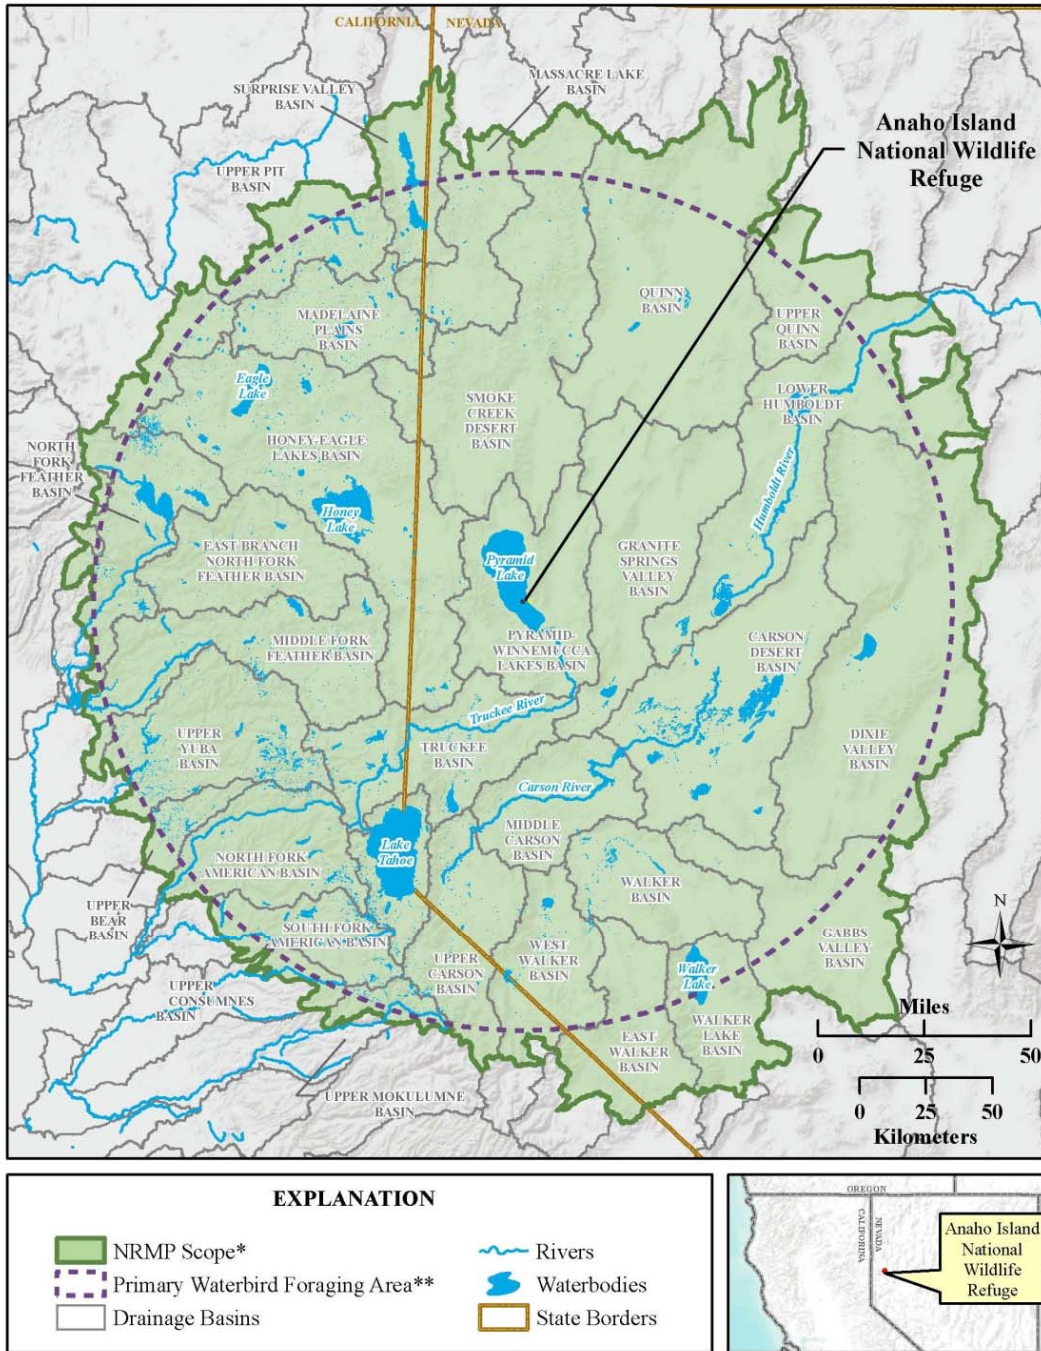 CALIFORNIA
NEVADA
SURPRISE VALLEY
BASIN
MASSACRE LAKE
BASIN
Anaho Island
National Wildlife
Refuge
UPPER PIT
BASIN
MADELAINE
PLAINS
BASIN
QUINN
BASIN
UPPER
QUINN
BASIN
Eagle
Lake
SMOKE
CREEK
DESERT
BASIN
LOWER
HUMBOLDT
BASIN
NORTH
FORK
FEATHER
BASIN
HONEY-EAGLE
LAKES BASIN
Humboldt River
Honey
Lake
EAST BRANCH
NORTH FORK
FEATHER BASIN
Pyramid
Lake
GRANITE
SPRINGS
VALLEY
BASIN
MIDDLE FORK
FEATHER BASIN
PYRAMID-
WINNEMUCCA
LAKES BASIN
CARSON
DESERT
BASIN
UPPER
YUBA
BASIN
Truckee River
TRUCKEE
BASIN
DIXIE
VALLEY
BASIN
Carson River
Lake
Tahoe
MIDDLE
CARSON
BASIN
NORTH FORK
AMERICAN BASIN
WALKER
BASIN
UPPER
BEAR
BASIN
SOUTH FORK
AMERICAN BASIN
UPPER
CARSON
BASIN
WEST
WALKER
BASIN
GABBS
VALLEY
BASIN
Walker
Lake
UPPER
CONSUMNES
BASIN
EAST
WALKER
BASIN
WALKER
LAKE
BASIN
UPPER MOKULUMNE
BASIN
N
Miles
0 25 50
0 25 50
Kilometers
EXPLANATION
NRMP Scope*
Primary Waterbird Foraging Area**
Drainage Basins
Rivers
Waterbodies
State Borders
OREGON
NEVADA
CALIFORINA
Anaho Island
National
Wildlife
Refuge